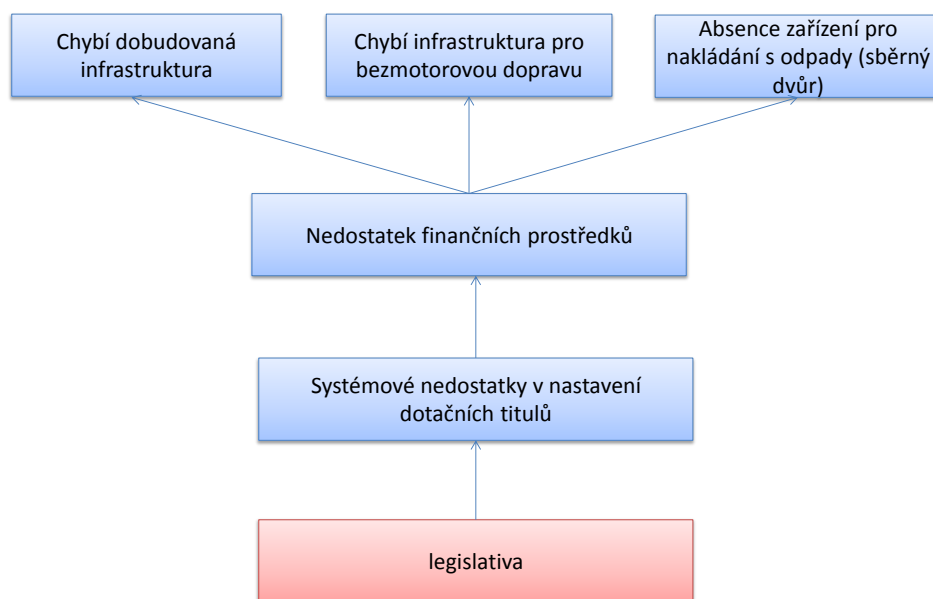 Chybí dobudovaná
infrastruktura
Chybí infrastruktura pro
bezmotorovou dopravu
Absence zařízení pro
nakládání s odpady (sběrný
dvůr)
Nedostatek finančních prostředků
Systémové nedostatky v nastavení
dotačních titulů
legislativa